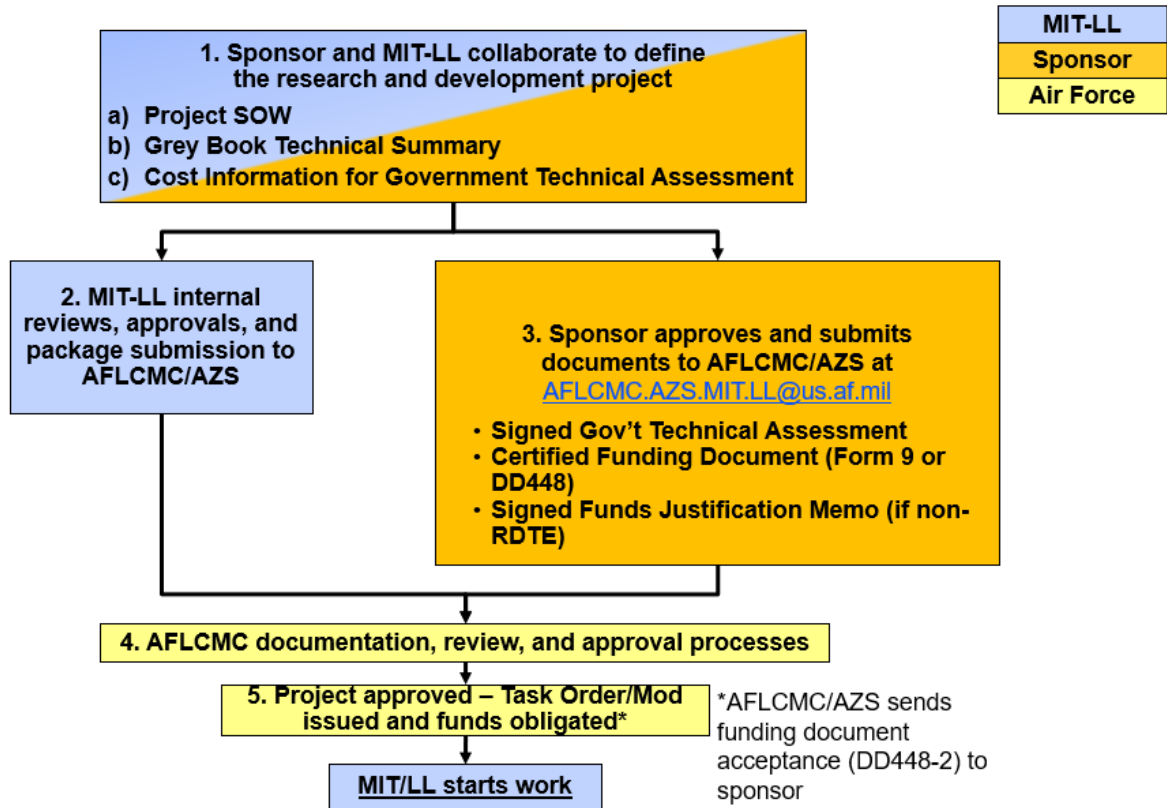 1. Sponsor and MIT-LL collaborate to define
the research and development project
a) Project SOW
b) Grey Book Technical Summary
c) Cost Information for Government Technical Assessment
MIT-LL
Sponsor
Air Force
2. MIT-LL internal
reviews, approvals, and
package submission to
AFLCMC/AZS
3. Sponsor approves and submits
documents to AFLCMC/AZS at
AFLCMC.AZS.MIT.LL@us.af.mil
• Signed Gov't Technical Assessment
• Certified Funding Document (Form 9 or
DD448)
• Signed Funds Justification Memo (if non-
RDTE)
4. AFLCMC documentation, review, and approval processes
5. Project approved – Task Order/Mod
issued and funds obligated*
*AFLCMC/AZS sends
funding document
acceptance (DD448-2) to
sponsor
MIT/LL starts work